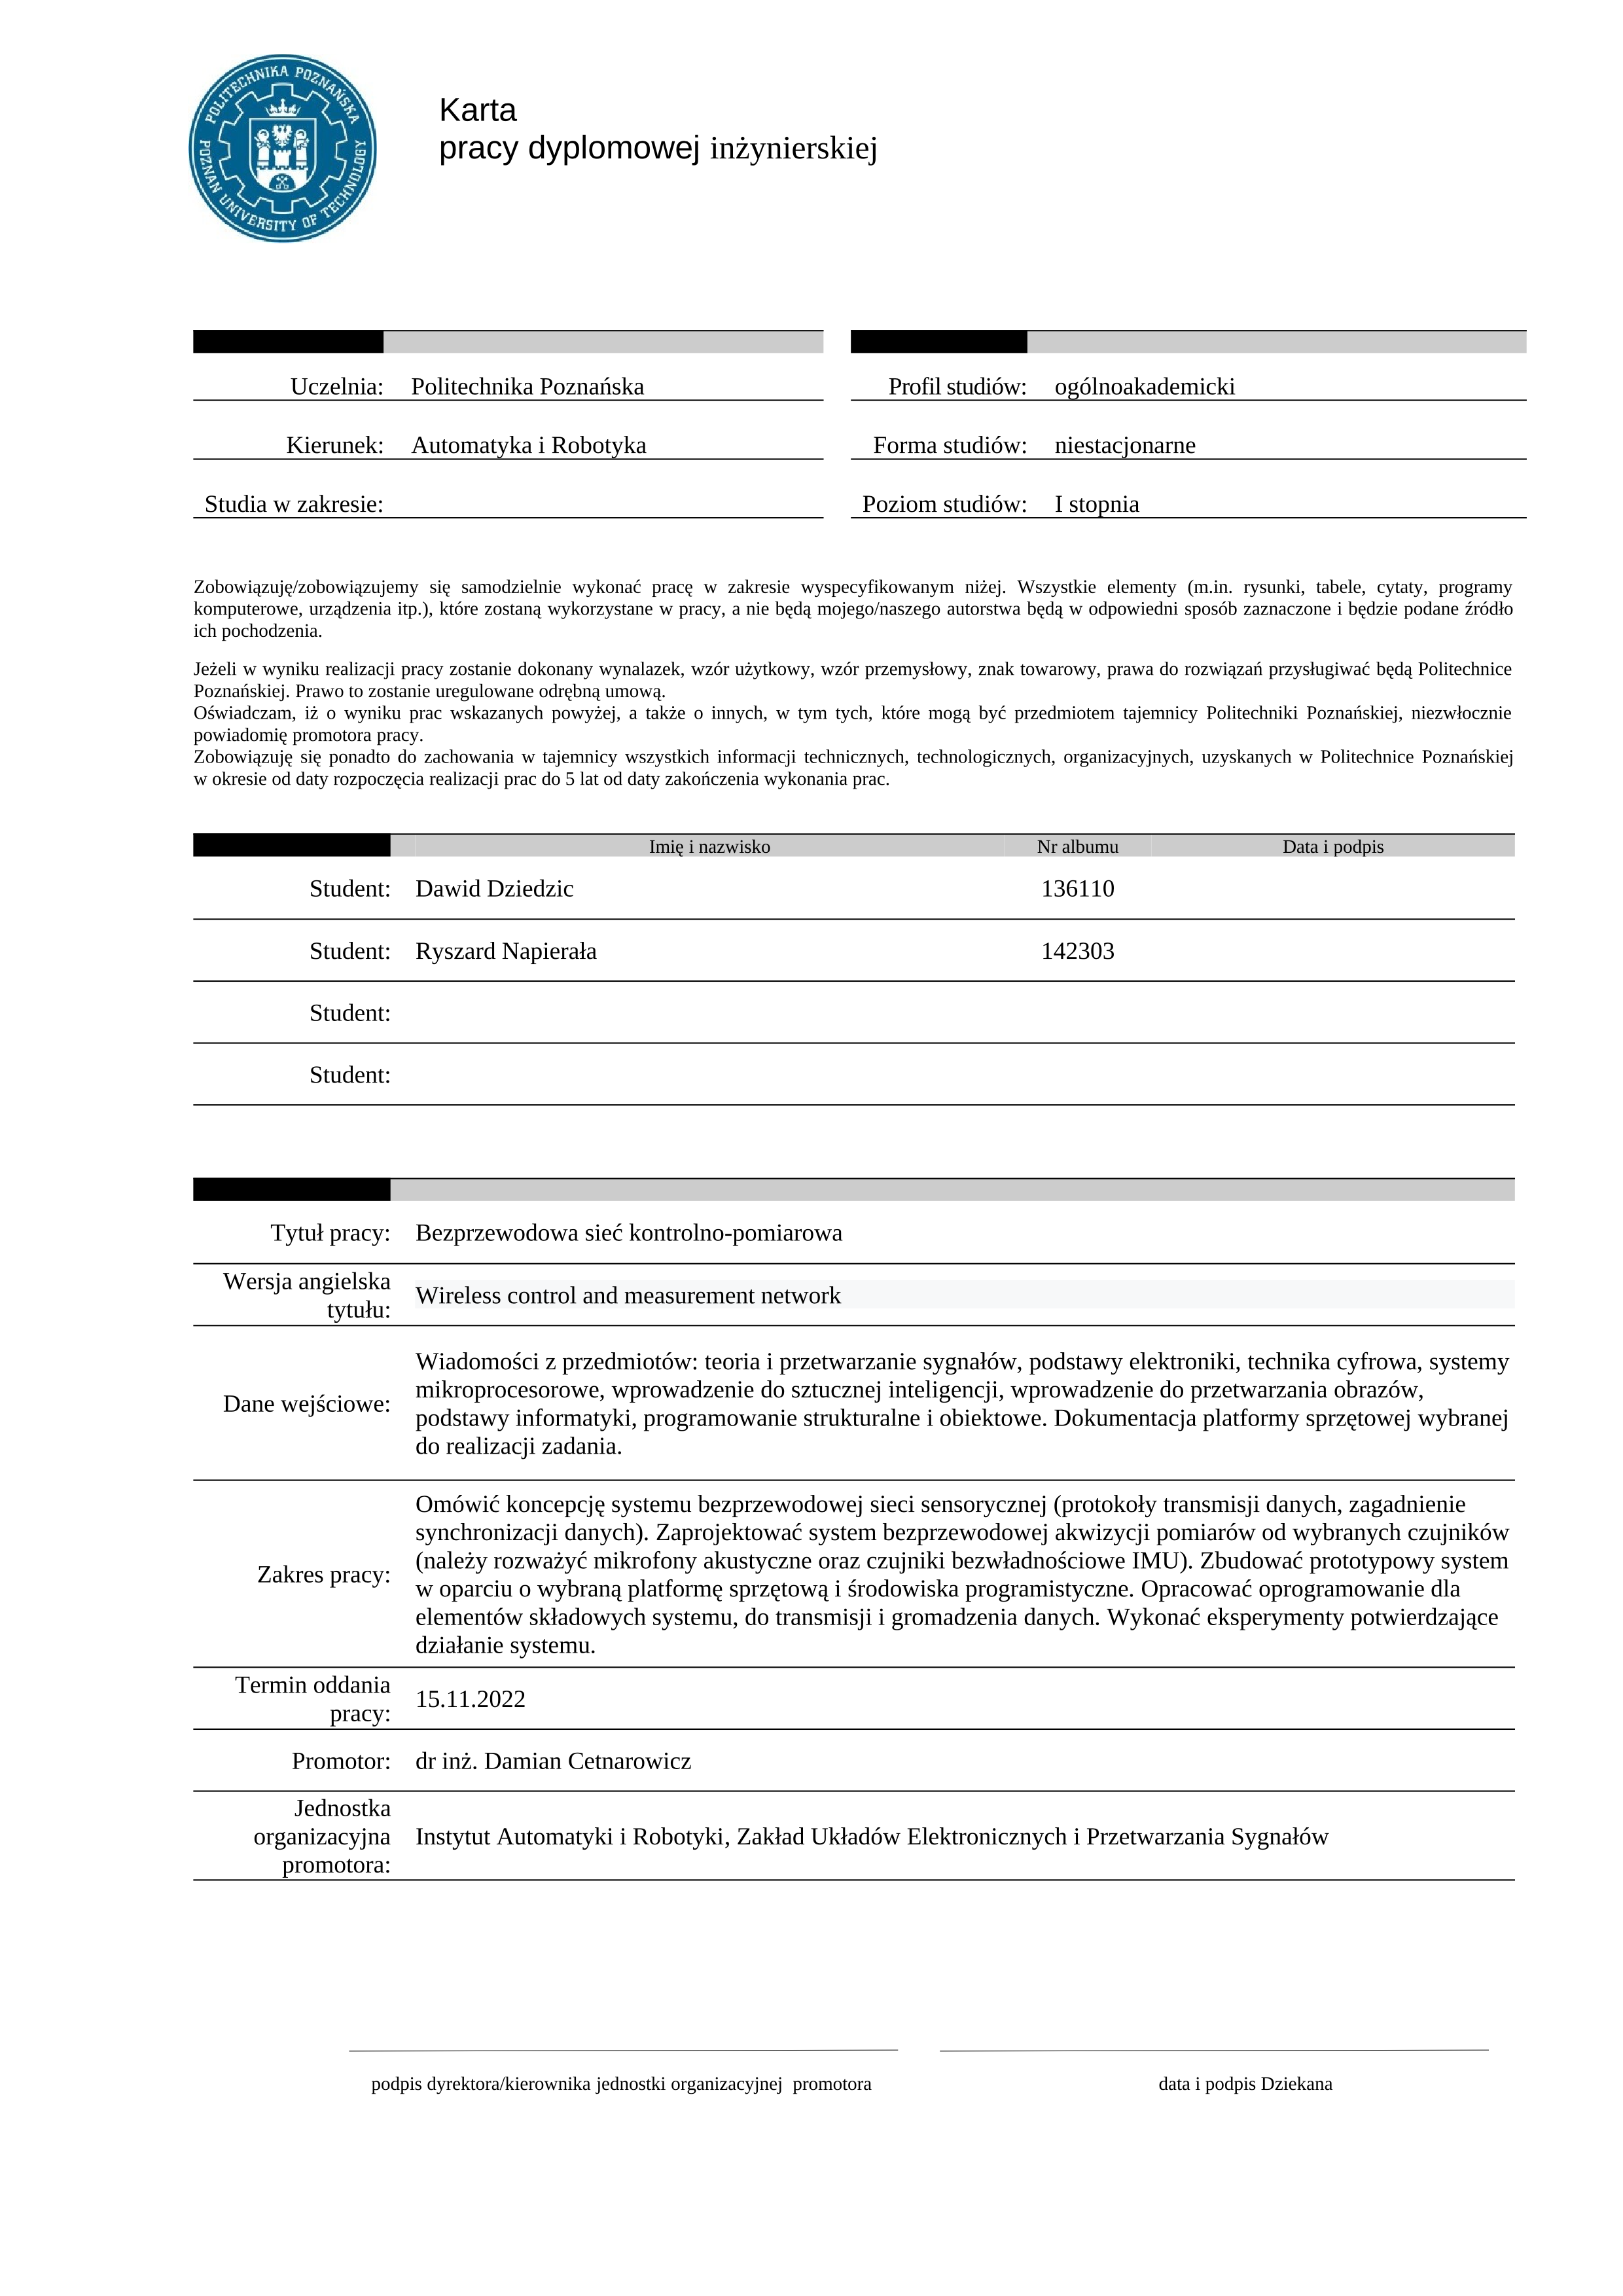 POLITECHNIKA POZNAŃSKA
POZNAN UNIVERSITY OF TECHNOLOGY
Karta
pracy dyplomowej inżynierskiej
Uczelnia: Politechnika Poznańska
Kierunek: Automatyka i Robotyka
Studia w zakresie:
Profil studiów: ogólnoakademicki
Forma studiów: niestacjonarne
Poziom studiów: I stopnia
Zobowiązuję/zobowiązujemy się samodzielnie wykonać pracę w zakresie wyspecyfikowanym niżej. Wszystkie elementy (m.in. rysunki, tabele, cytaty, programy
komputerowe, urządzenia itp.), które zostaną wykorzystane w pracy, a nie będą mojego/naszego autorstwa będą w odpowiedni sposób zaznaczone i będzie podane źródło
ich pochodzenia.
Jeżeli w wyniku realizacji pracy zostanie dokonany wynalazek, wzór użytkowy, wzór przemysłowy, znak towarowy, prawa do rozwiązań przysługiwać będą Politechnice
Poznańskiej. Prawo to zostanie uregulowane odrębną umową.
Oświadczam, iż o wyniku prac wskazanych powyżej, a także o innych, w tym tych, które mogą być przedmiotem tajemnicy Politechniki Poznańskiej, niezwłocznie
powiadomię promotora pracy.
Zobowiązuję się ponadto do zachowania w tajemnicy wszystkich informacji technicznych, technologicznych, organizacyjnych, uzyskanych w Politechnice Poznańskiej
w okresie od daty rozpoczęcia realizacji prac do 5 lat od daty zakończenia wykonania prac.
Imię i nazwisko Nr albumu Data i podpis
Student: Dawid Dziedzic 136110
Student: Ryszard Napierała 142303
Student:
Student:
Tytuł pracy: Bezprzewodowa sieć kontrolno-pomiarowa
Wersja angielska
tytułu:
Wireless control and measurement network
Dane wejściowe:
Wiadomości z przedmiotów: teoria i przetwarzanie sygnałów, podstawy elektroniki, technika cyfrowa, systemy
mikroprocesorowe, wprowadzenie do sztucznej inteligencji, wprowadzenie do przetwarzania obrazów,
podstawy informatyki, programowanie strukturalne i obiektowe. Dokumentacja platformy sprzętowej wybranej
do realizacji zadania.
Zakres pracy:
Omówić koncepcję systemu bezprzewodowej sieci sensorycznej (protokoły transmisji danych, zagadnienie
synchronizacji danych). Zaprojektować system bezprzewodowej akwizycji pomiarów od wybranych czujników
(należy rozważyć mikrofony akustyczne oraz czujniki bezwładnościowe IMU). Zbudować prototypowy system
w oparciu o wybraną platformę sprzętową i środowiska programistyczne. Opracować oprogramowanie dla
elementów składowych systemu, do transmisji i gromadzenia danych. Wykonać eksperymenty potwierdzające
działanie systemu.
Termin oddania
pracy:
15.11.2022
Promotor: dr inż. Damian Cetnarowicz
Jednostka
organizacyjna
promotora:
Instytut Automatyki i Robotyki, Zakład Układów Elektronicznych i Przetwarzania Sygnałów
podpis dyrektora/kierownika jednostki organizacyjnej promotora
data i podpis Dziekana